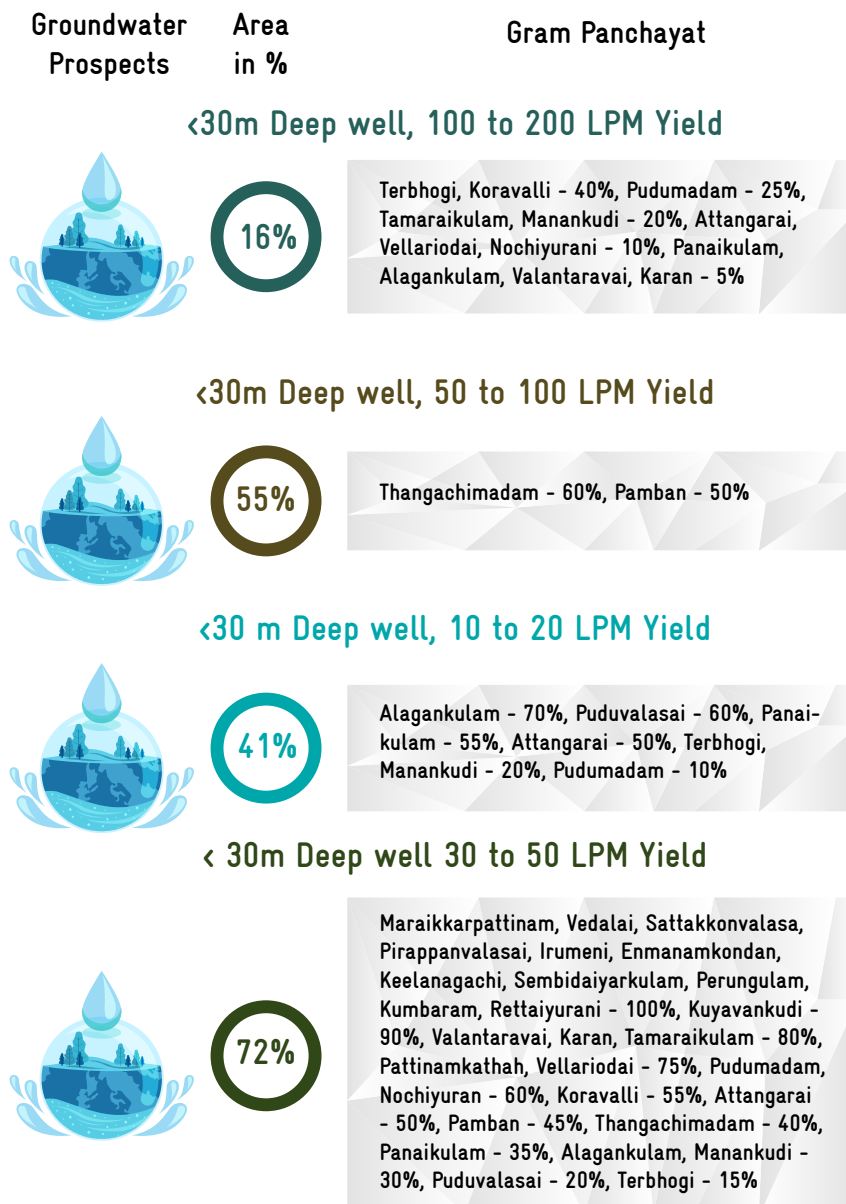 Groundwater
Prospects
Area
in %
Gram Panchayat
<30m Deep well, 100 to 200 LPM Yield
16%
Terbhogi, Koravalli - 40%, Pudumadam - 25%,
Tamaraikulam, Manankudi - 20%, Attangarai,
Vellariodai, Nochiyurani - 10%, Panaikulam,
Alagankulam, Valantaravai, Karan - 5%
<30m Deep well, 50 to 100 LPM Yield
55%
Thangachimadam - 60%, Pamban - 50%
<30 m Deep well, 10 to 20 LPM Yield
41%
Alagankulam - 70%, Puduvalasai - 60%, Panai-
kulam - 55%, Attangarai - 50%, Terbhogi,
Manankudi - 20%, Pudumadam - 10%
< 30m Deep well 30 to 50 LPM Yield
72%
Maraikkarpattinam, Vedalai, Sattakkonvalasa,
Pirappanvalasai, Irumeni, Enmanamkondan,
Keelanagachi, Sembidaiyarkulam, Perungulam,
Kumbaram, Rettaiyurani - 100%, Kuyavankudi -
90%, Valantaravai, Karan, Tamaraikulam - 80%,
Pattinamkathah, Vellariodai - 75%, Pudumadam,
Nochiyuran - 60%, Koravalli - 55%, Attangarai
- 50%, Pamban - 45%, Thangachimadam - 40%,
Panaikulam - 35%, Alagankulam, Manankudi -
30%, Puduvalasai - 20%, Terbhogi - 15%